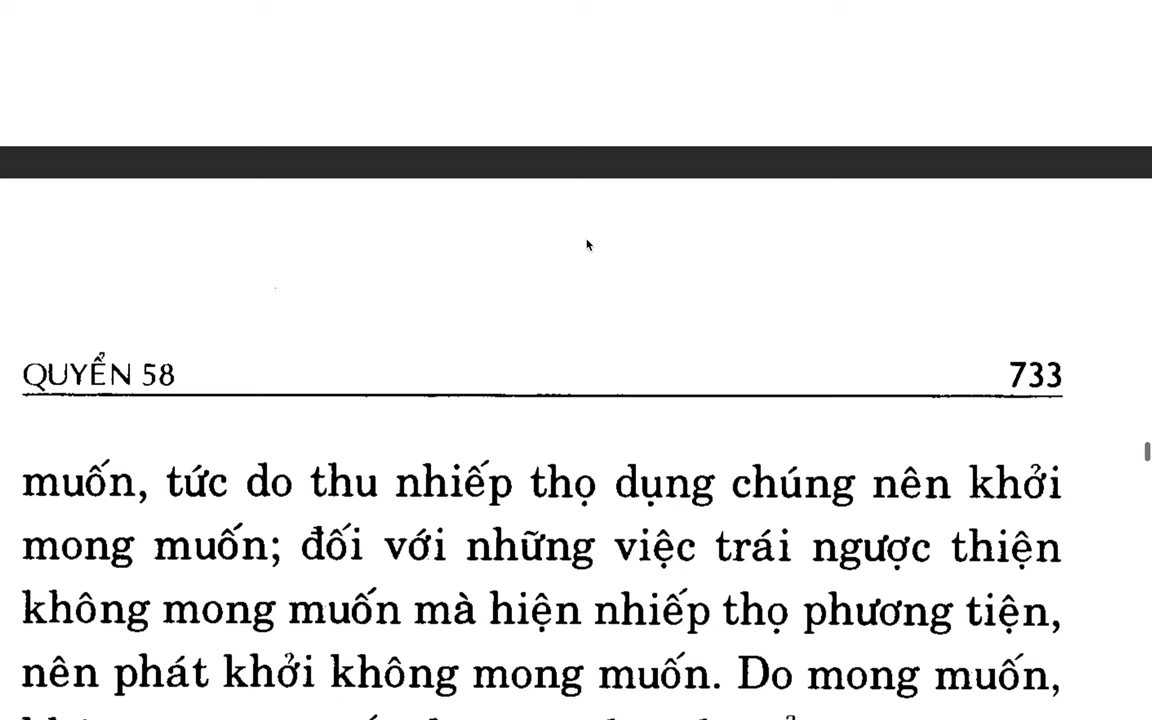 QUYỂN 58 733
muốn, tức do thu nhiếp thọ dụng chúng nên khởi
mong muốn; đối với những việc trái ngược thiện
không mong muốn mà hiện nhiếp thọ phương tiện,
nên phát khởi không mong muốn. Do mong muốn,